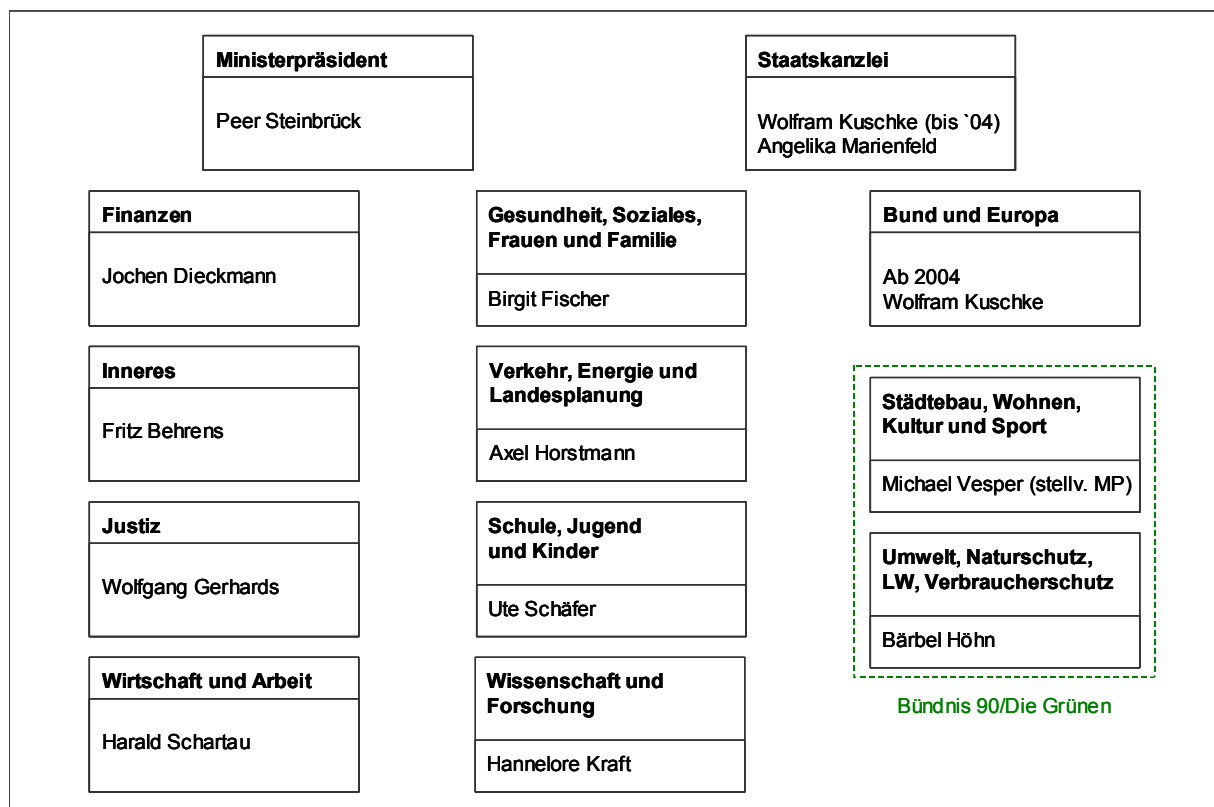 Ministerpräsident
Peer Steinbrück
Staatskanzlei
Wolfram Kuschke (bis `04)
Angelika Marienfeld
Finanzen
Jochen Dieckmann
Gesundheit, Soziales,
Frauen und Familie
Birgit Fischer
Bund und Europa
Ab 2004
Wolfram Kuschke
Inneres
Fritz Behrens
Verkehr, Energie und
Landesplanung
Axel Horstmann
Städtebau, Wohnen,
Kultur und Sport
Michael Vesper (stellv. MP)
Justiz
Wolfgang Gerhards
Schule, Jugend
und Kinder
Ute Schäfer
Umwelt, Naturschutz,
LW, Verbraucherschutz
Bärbel Höhn
Wirtschaft und Arbeit
Harald Schartau
Wissenschaft und
Forschung
Hannelore Kraft
Bündnis 90/Die Grünen